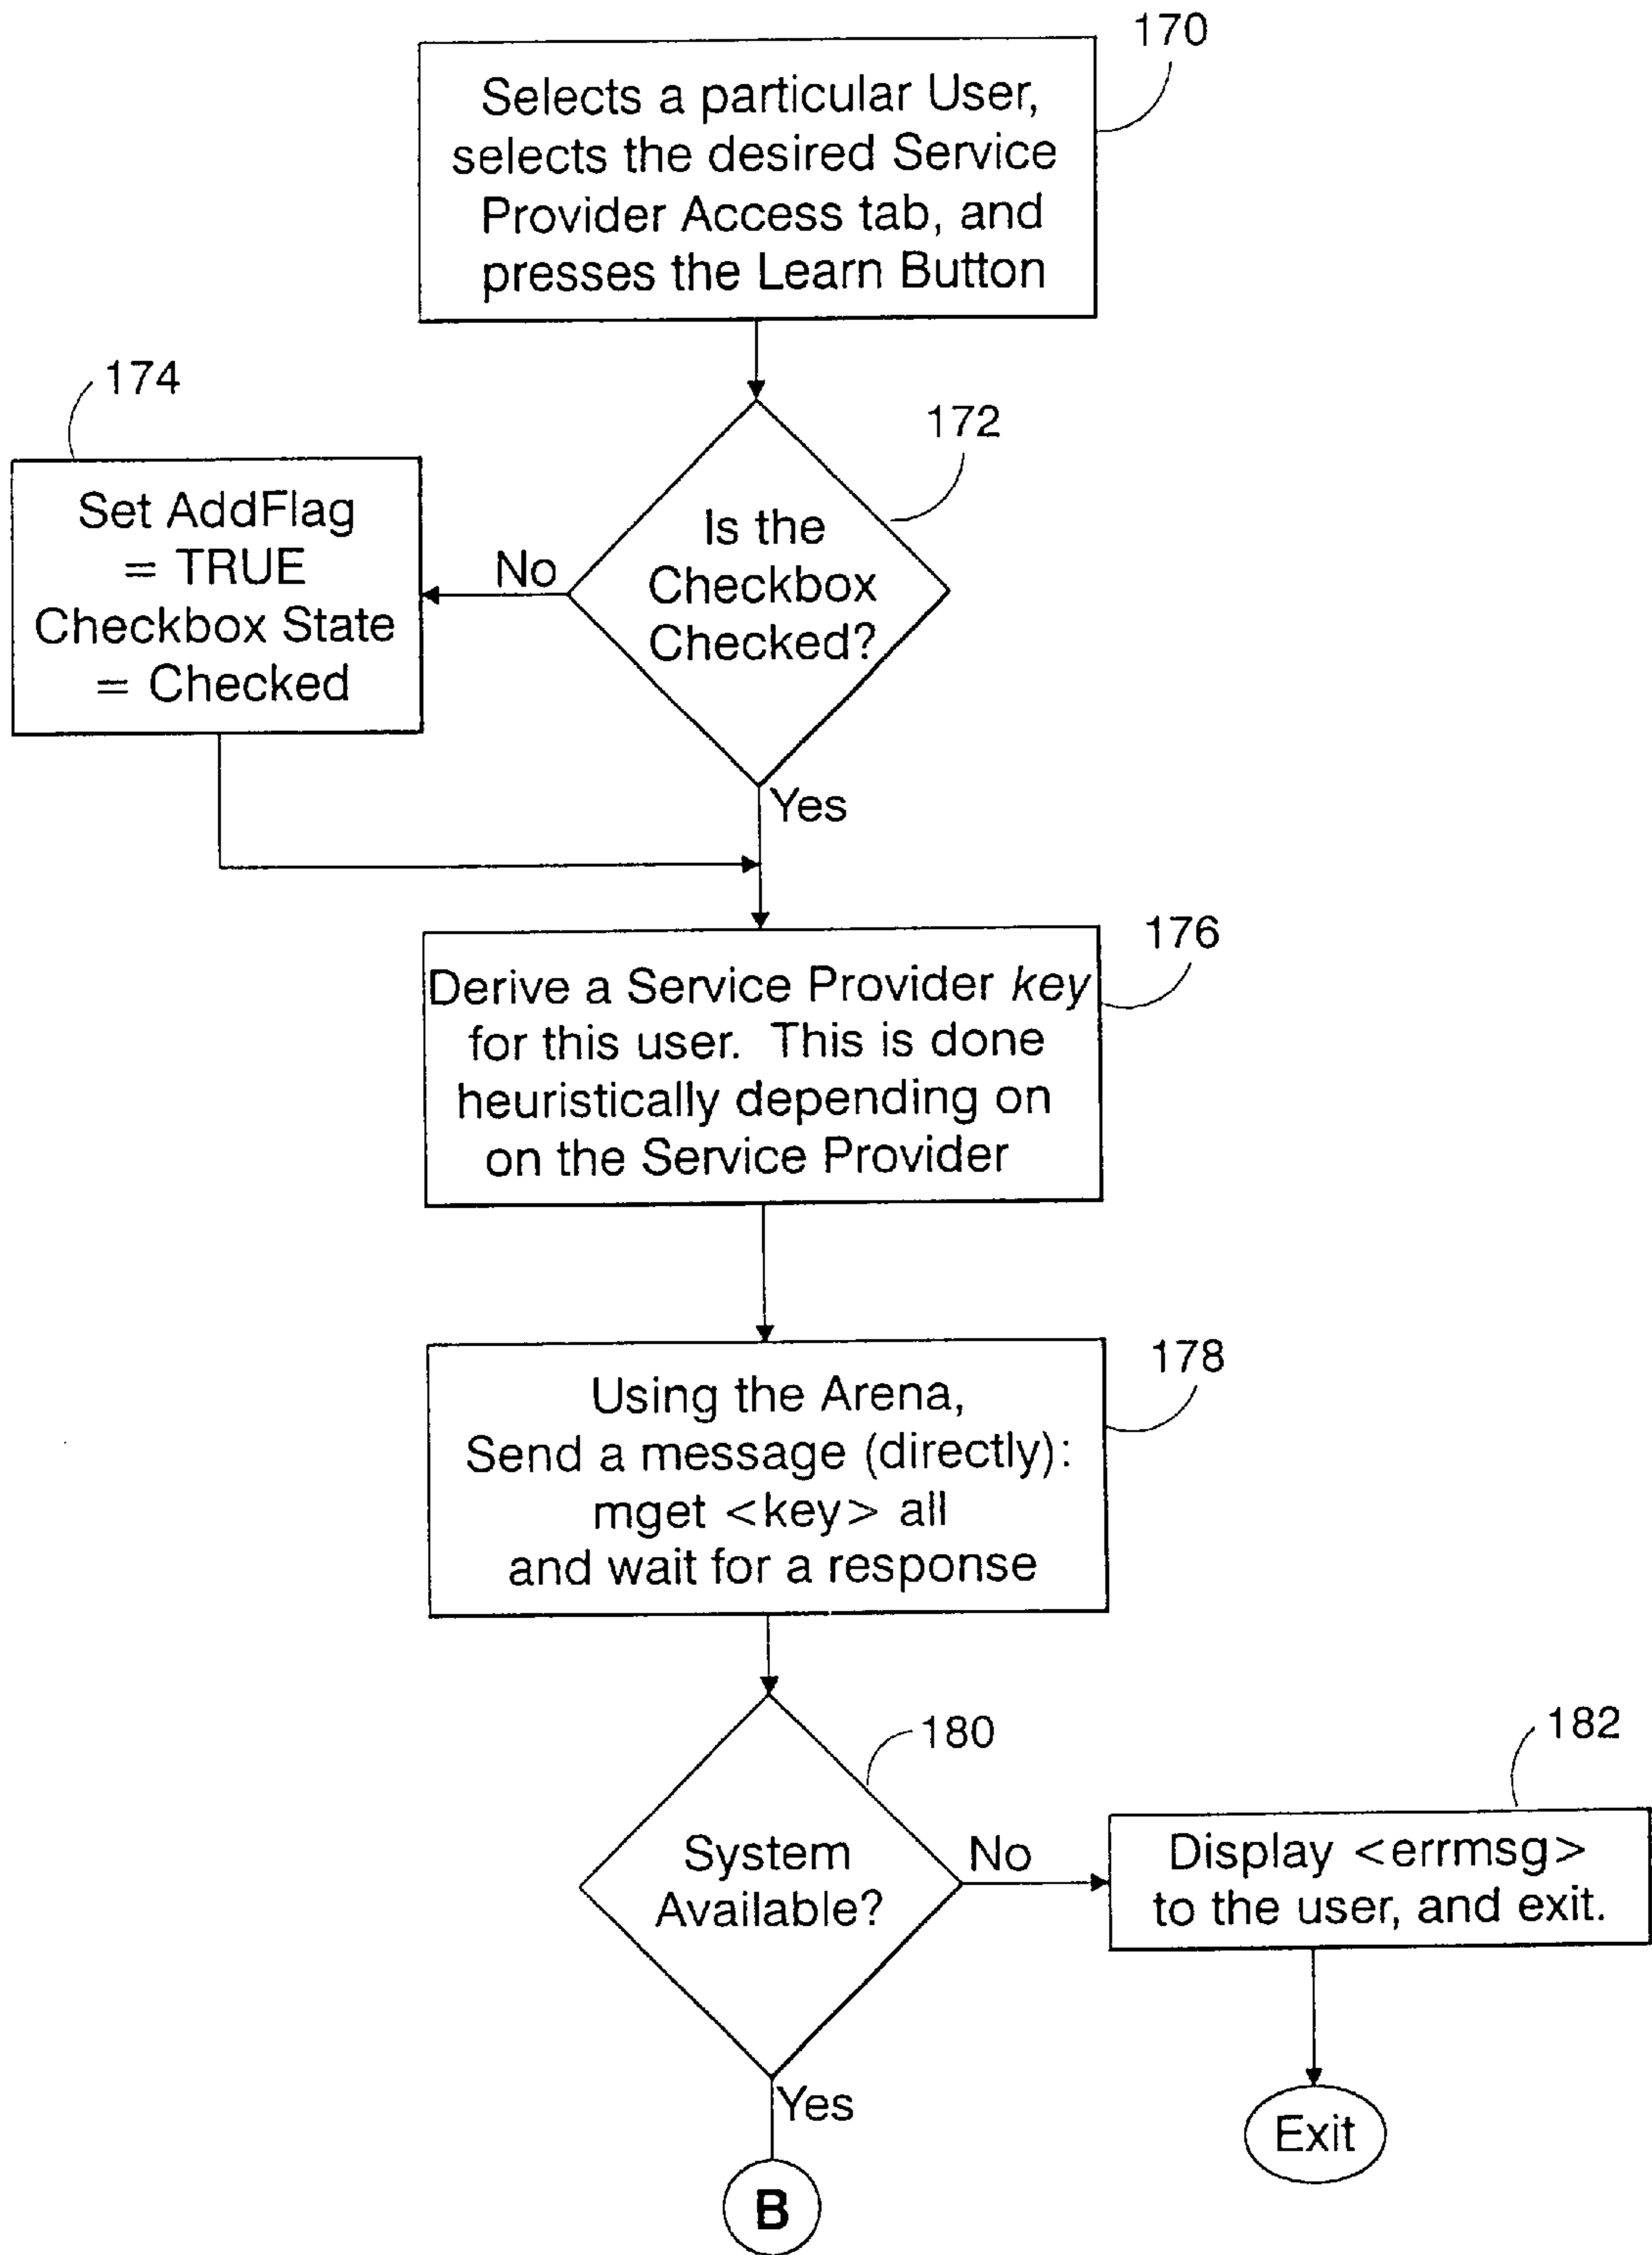 170
Selects a particular User,
selects the desired Service
Provider Access tab, and
presses the Learn Button
174
172
Set AddFlag
= TRUE
Checkbox State
= Checked
No
Is the
Checkbox
Checked?
Yes
176
Derive a Service Provider key
for this user. This is done
heuristically depending on
on the Service Provider
178
Using the Arena,
Send a message (directly):
mget <key> all
and wait for a response
180
182
System
Available?
No
Display <errmsg>
to the user, and exit.
Yes
Exit
B